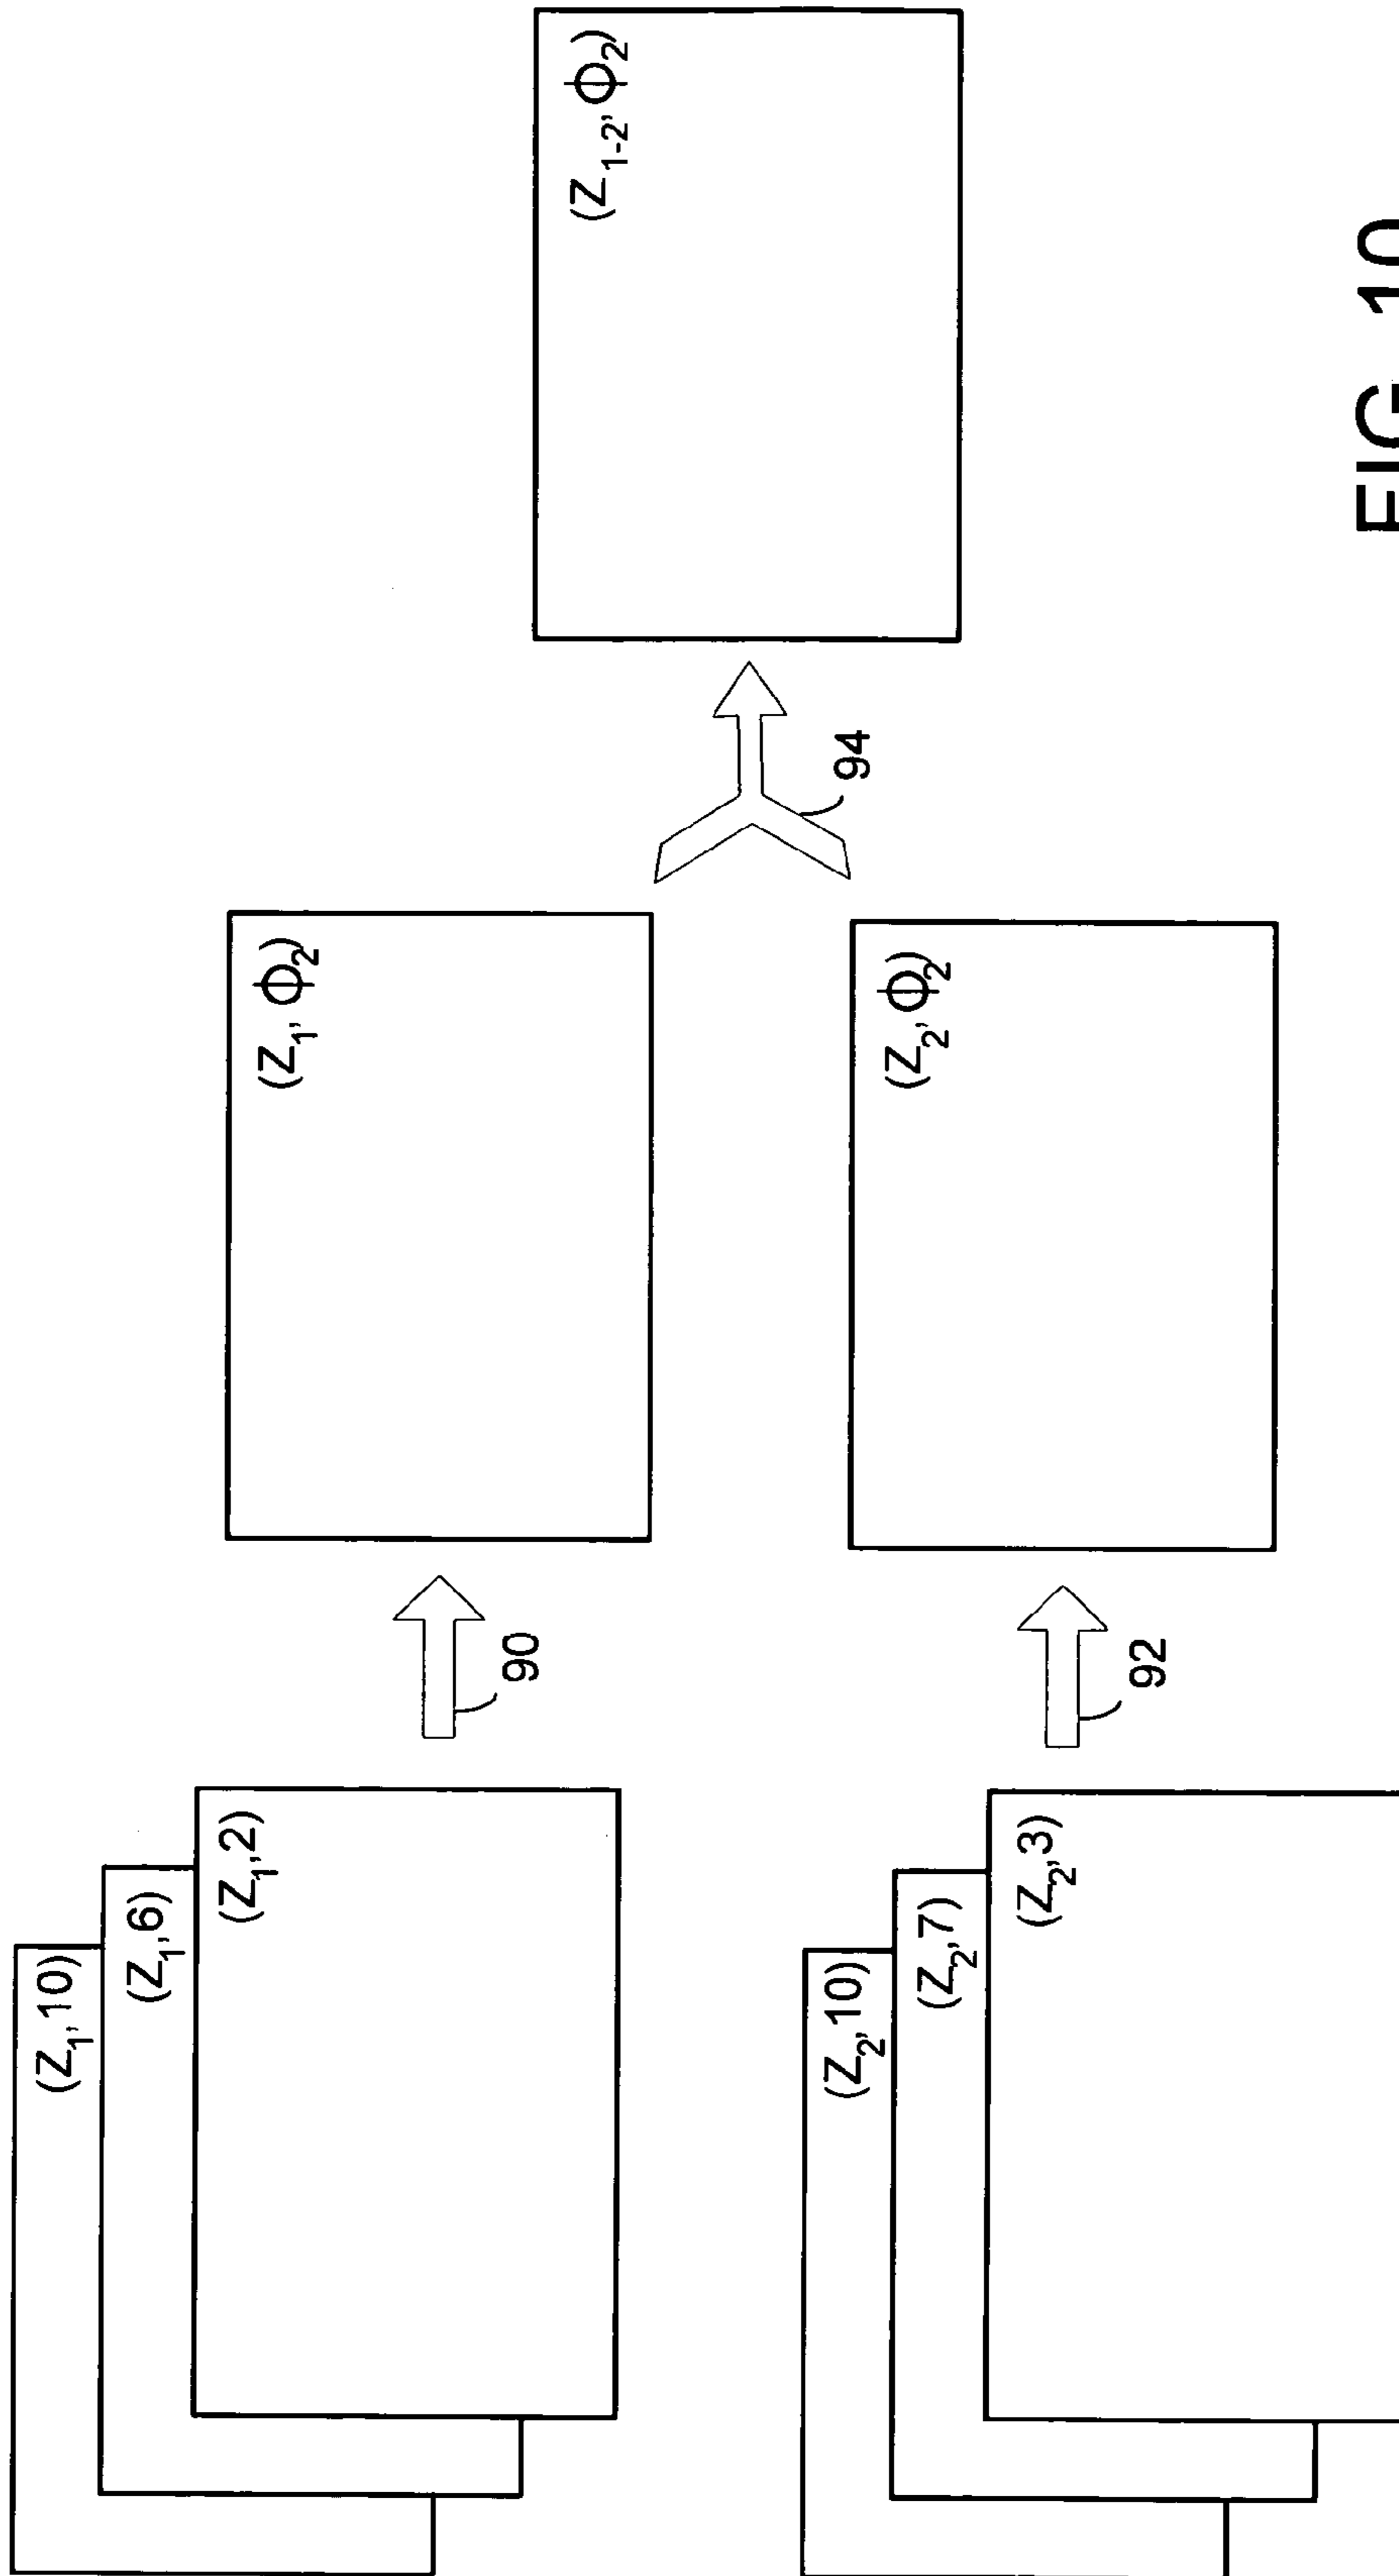 (Z₁,10)
(Z₁,6)
(Z₁,2)
90
(Z₁, Φ₂)
(Z₂,10)
(Z₂,7)
(Z₂,3)
92
(Z₂, Φ₂)
94
(Z₁₋₂, Φ₂)
FIG. 10